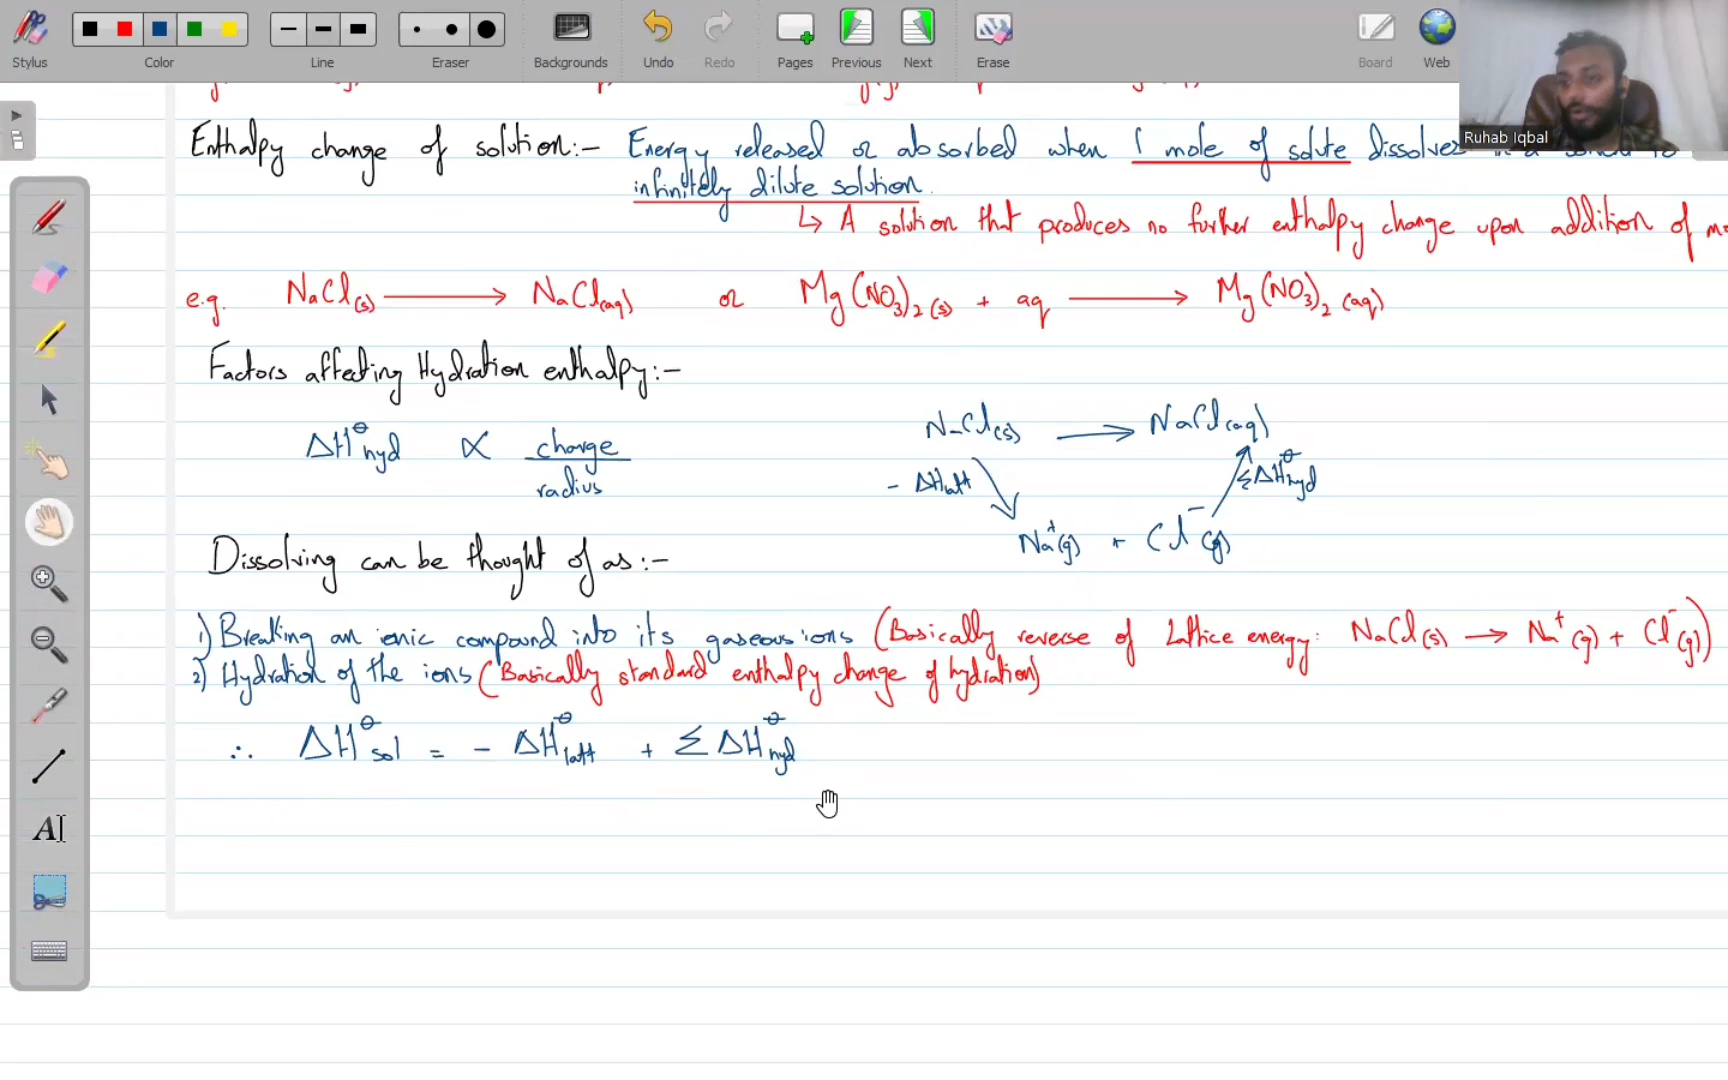 Stylus Color Line Eraser Backgrounds Undo Redo Pages Previous Next Erase Board Web
Ruhab Iqbal
Enthalpy change of solution:- Energy released or absorbed when 1 mole of solute dissolves
infinitely dilute solution.
↳ A solution that produces no further enthalpy change upon addition of
e.g. NaCl(s) → NaCl(aq) or Mg(NO₃)₂(s) + aq → Mg(NO₃)₂(aq)
Factors affecting Hydration enthalpy:-
ΔH⦵hyd ∝ charge/radius
NaCl(s) → NaCl(aq)
- ΔHlatt ΣΔH⦵hyd
Na⁺(g) + Cl⁻(g)
Dissolving can be thought of as:-
1) Breaking an ionic compound into its gaseous ions (Basically reverse of Lattice energy: NaCl(s) → Na⁺(g) + Cl⁻(g))
2) Hydration of the ions (Basically standard enthalpy change of hydration)
∴ ΔH⦵sol = - ΔH⦵latt + ΣΔH⦵hyd